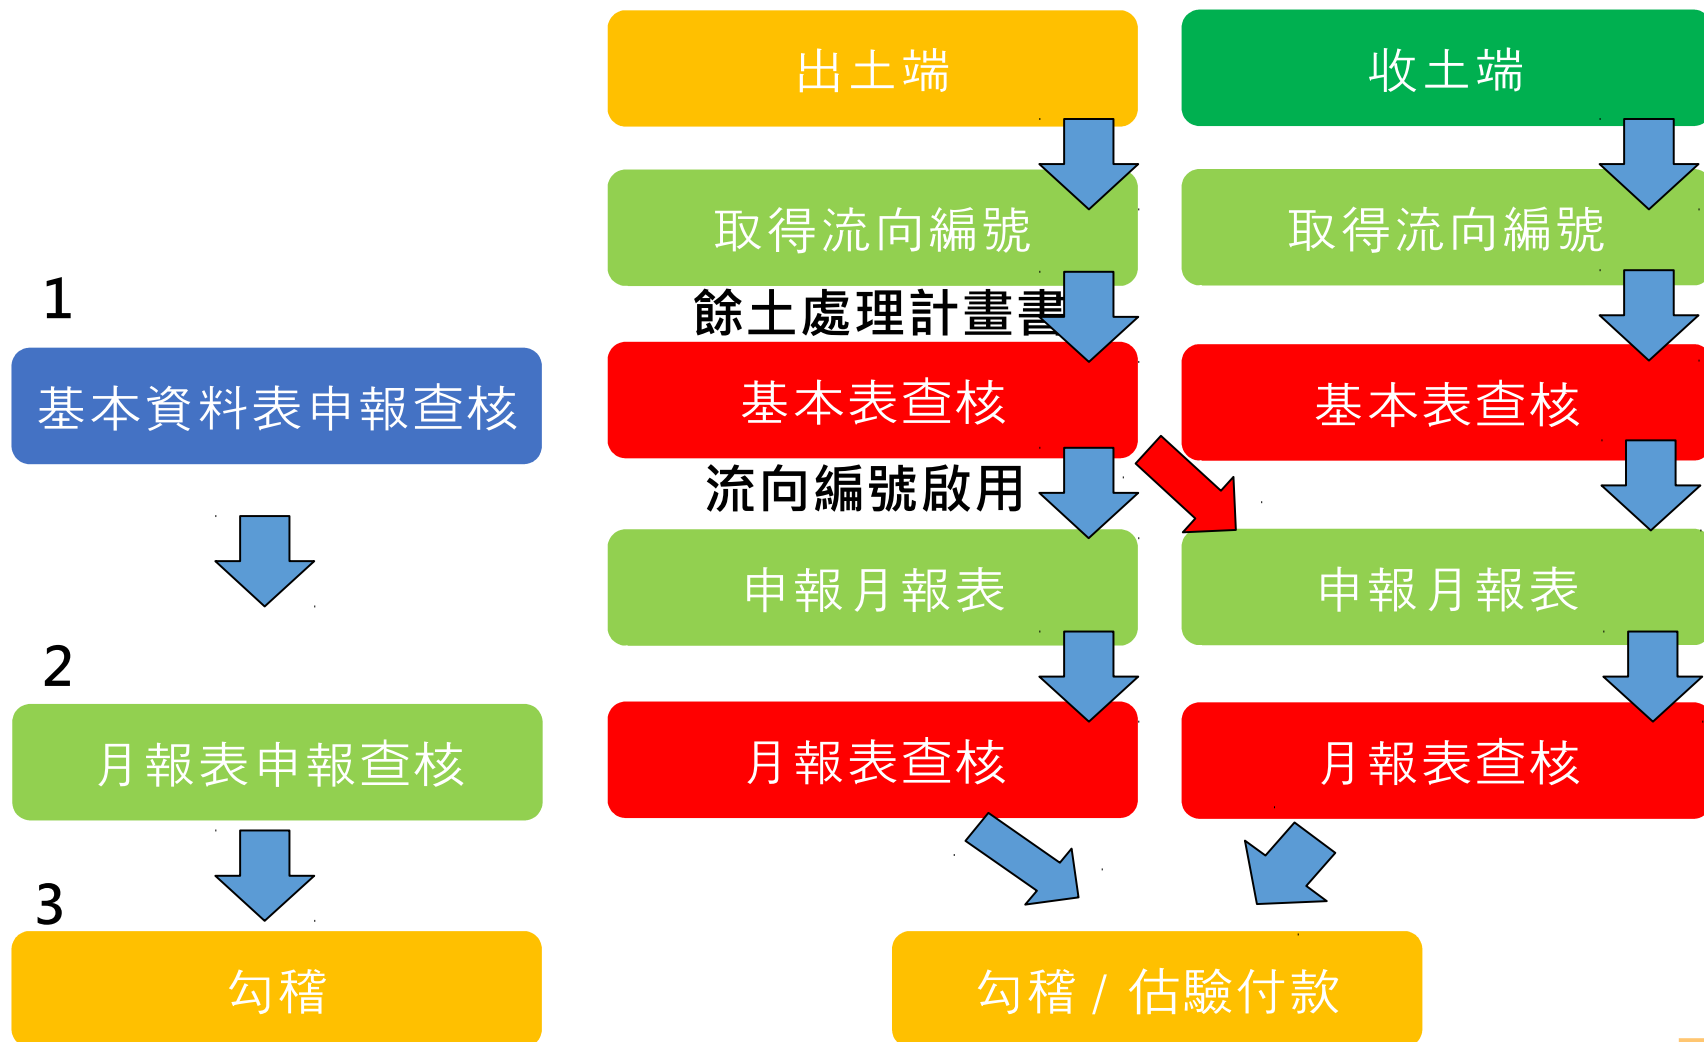 出土端
收土端
取得流向編號
取得流向編號
1
餘土處理計畫書
基本資料表申報查核
基本表查核
基本表查核
流向編號啟用
申報月報表
申報月報表
2
月報表申報查核
月報表查核
月報表查核
3
勾稽
勾稽 / 估驗付款